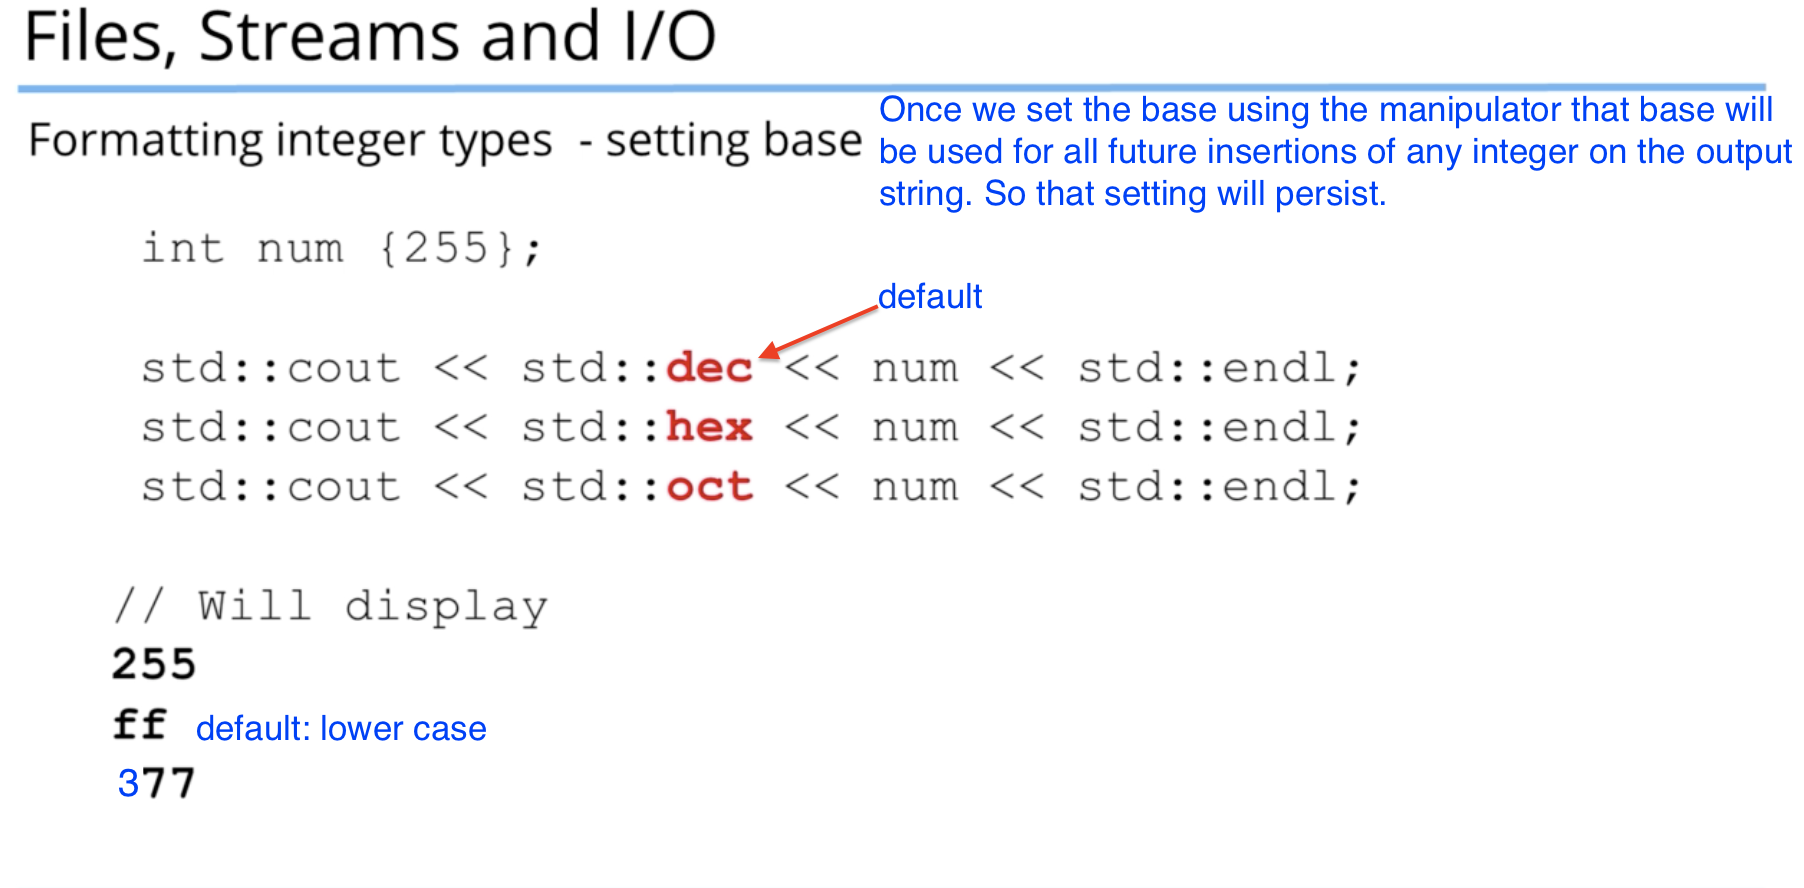 Files, Streams and I/O
Formatting integer types - setting base
Once we set the base using the manipulator that base will
be used for all future insertions of any integer on the output
string. So that setting will persist.
int num {255};
default
std::cout << std::dec << num << std::endl;
std::cout << std::hex << num << std::endl;
std::cout << std::oct << num << std::endl;
// Will display
255
ff default: lower case
377